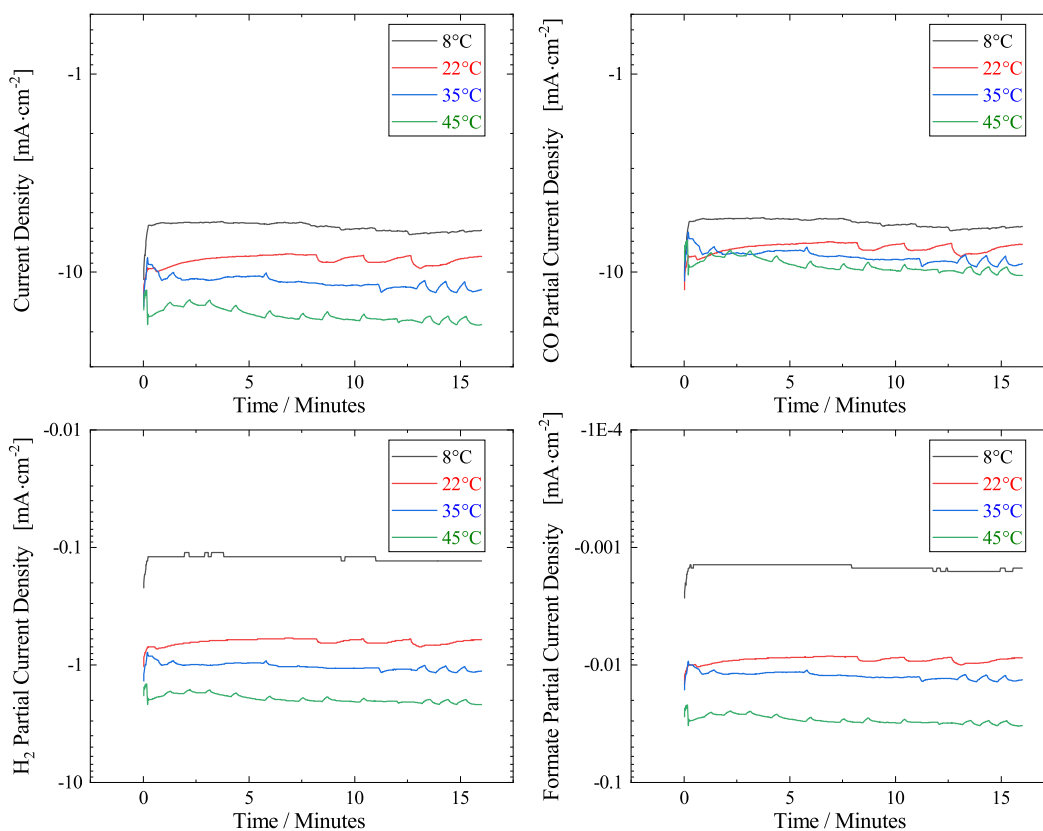 Current Density [mA·cm⁻²]
-1
-10
0
5
10
15
Time / Minutes
8°C
22°C
35°C
45°C
CO Partial Current Density [mA·cm⁻²]
-1
-10
0
5
10
15
Time / Minutes
8°C
22°C
35°C
45°C
H₂ Partial Current Density [mA·cm⁻²]
-0.01
-0.1
-1
-10
0
5
10
15
Time / Minutes
8°C
22°C
35°C
45°C
Formate Partial Current Density [mA·cm⁻²]
-1E-4
-0.001
-0.01
-0.1
0
5
10
15
Time / Minutes
8°C
22°C
35°C
45°C